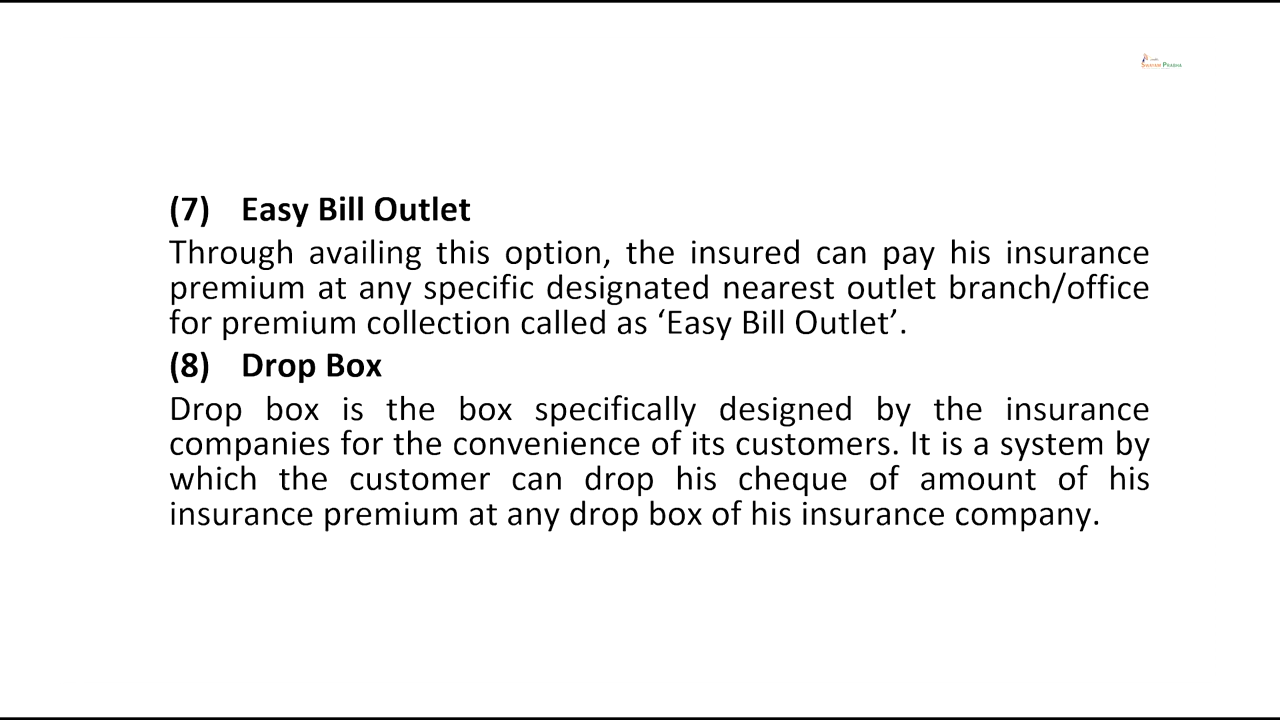 SWAYAM PRABHA
(7) Easy Bill Outlet
Through availing this option, the insured can pay his insurance
premium at any specific designated nearest outlet branch/office
for premium collection called as ‘Easy Bill Outlet’.
(8) Drop Box
Drop box is the box specifically designed by the insurance
companies for the convenience of its customers. It is a system by
which the customer can drop his cheque of amount of his
insurance premium at any drop box of his insurance company.